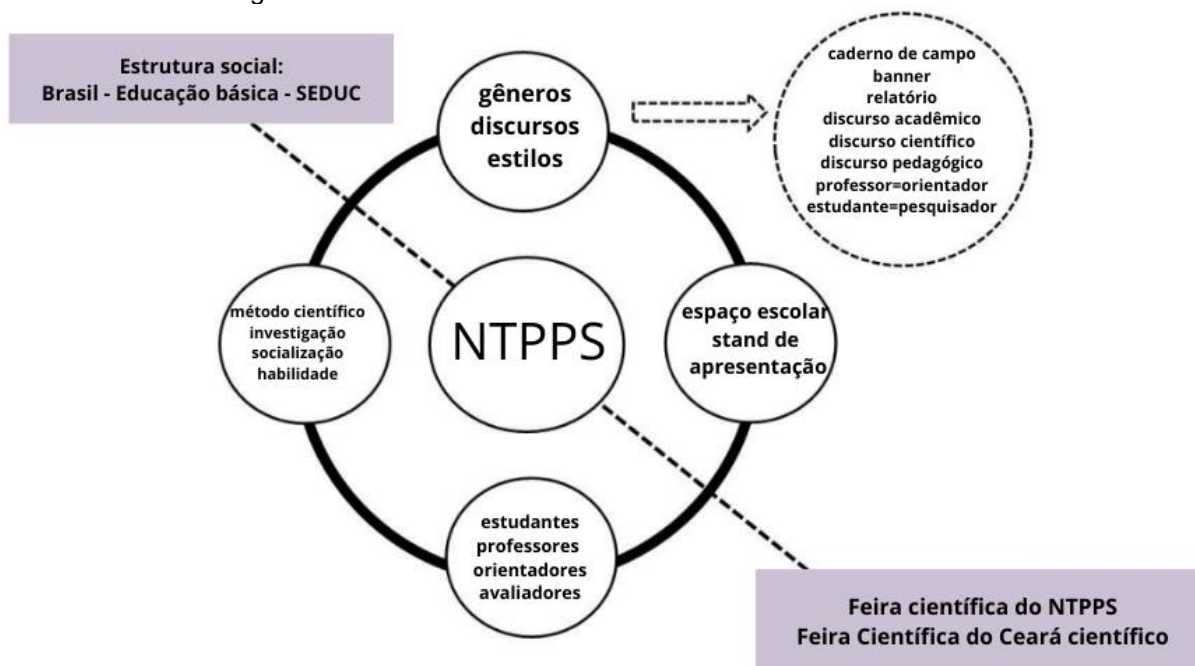 Estrutura social:
Brasil - Educação básica - SEDUC
gêneros
discursos
estilos
caderno de campo
banner
relatório
discurso acadêmico
discurso científico
discurso pedagógico
professor=orientador
estudante=pesquisador
método científico
investigação
socialização
habilidade
NTPPS
espaço escolar
stand de
apresentação
estudantes
professores
orientadores
avaliadores
Feira científica do NTPPS
Feira Científica do Ceará científico